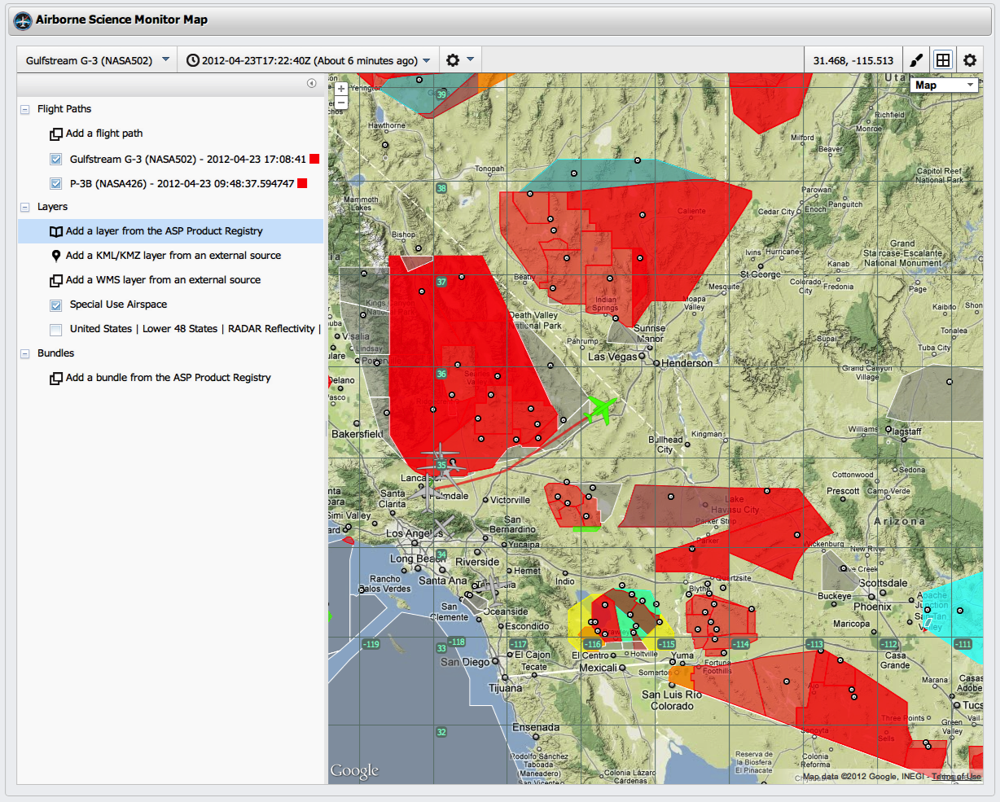 Airborne Science Monitor Map
Gulfstream G-3 (NASA502)
2012-04-23T17:22:40Z (About 6 minutes ago)
31.468, -115.513
Flight Paths
Add a flight path
Gulfstream G-3 (NASA502) - 2012-04-23 17:08:41
P-3B (NASA426) - 2012-04-23 09:48:37.594747
Layers
Add a layer from the ASP Product Registry
Add a KML/KMZ layer from an external source
Add a WMS layer from an external source
Special Use Airspace
United States | Lower 48 States | RADAR Reflectivity |
Bundles
Add a bundle from the ASP Product Registry
+
−
Map
Utah
39
Hawthorne
Richfield
Monroe
Milford
Beaver
Tonopah
38
Capitol Reef
National Park
Mammoth
Lakes
Parowan
Panguitch
Cedar City
Enoch
Caliente
Bishop
Grand
Staircase-Escalante
National Monument
Ivins
Hurricane
St George
Kanab
Colorado
City
Fredonia
Page
37
Beatty
Mesquite
Moapa
Valley
Indian
Springs
Kaibito
Death Valley
National Park
Visalia
Lindsay
Porterville
Pahrump
Sunrise
Manor
Las Vegas
Henderson
Supai
Tonalea
Tuba City
Grand Canyon
Village
36
Delano
Bakersfield
Williams
Flagstaff
Bullhead
City
Kingman
35
Sedona
Cottonwood
Camp Verde
Prescott
Lancaster
Palmdale
Santa
Clarita
Victorville
Simi Valley
Lake
Havasu City
Parker Strip
Parker
Arizona
Los Angeles
San
Bernardino
Yucaipa
Wickenburg
34
Long Beach
Riverside
New River
Cave Creek
Rancho
Palos Verdes
Santa Ana
Hemet
Indio
Quartzsite
Blythe
Scottsdale
Buckeye
Phoenix
Apache
Junction
San Tan
Valley
San
Clemente
Oceanside
Escondido
Maricopa
-119
-118
-117
-116
-115
-114
-113
-112
-111
33
El Cajon
San Diego
Tecate
Tijuana
El Centro
Holtville
Mexicali
Yuma
Somerton
Fortuna
Foothills
Casa
Grande
San Luis Río
Colorado
Ajo
Marana
Casas
Adobe
Tucs
Three Points
Green
Valley
Vail
Sells
32
Ensenada
Sonoyta
Rodolfo Sánchez
Taboada
(Maneadero)
San Vicente
Reserva de
la Biosfera
El Pinacate
Colonia
Reforma
Colonia Lázaro
Cárdenas
Google
Map data ©2012 Google, INEGI - Terms of Use